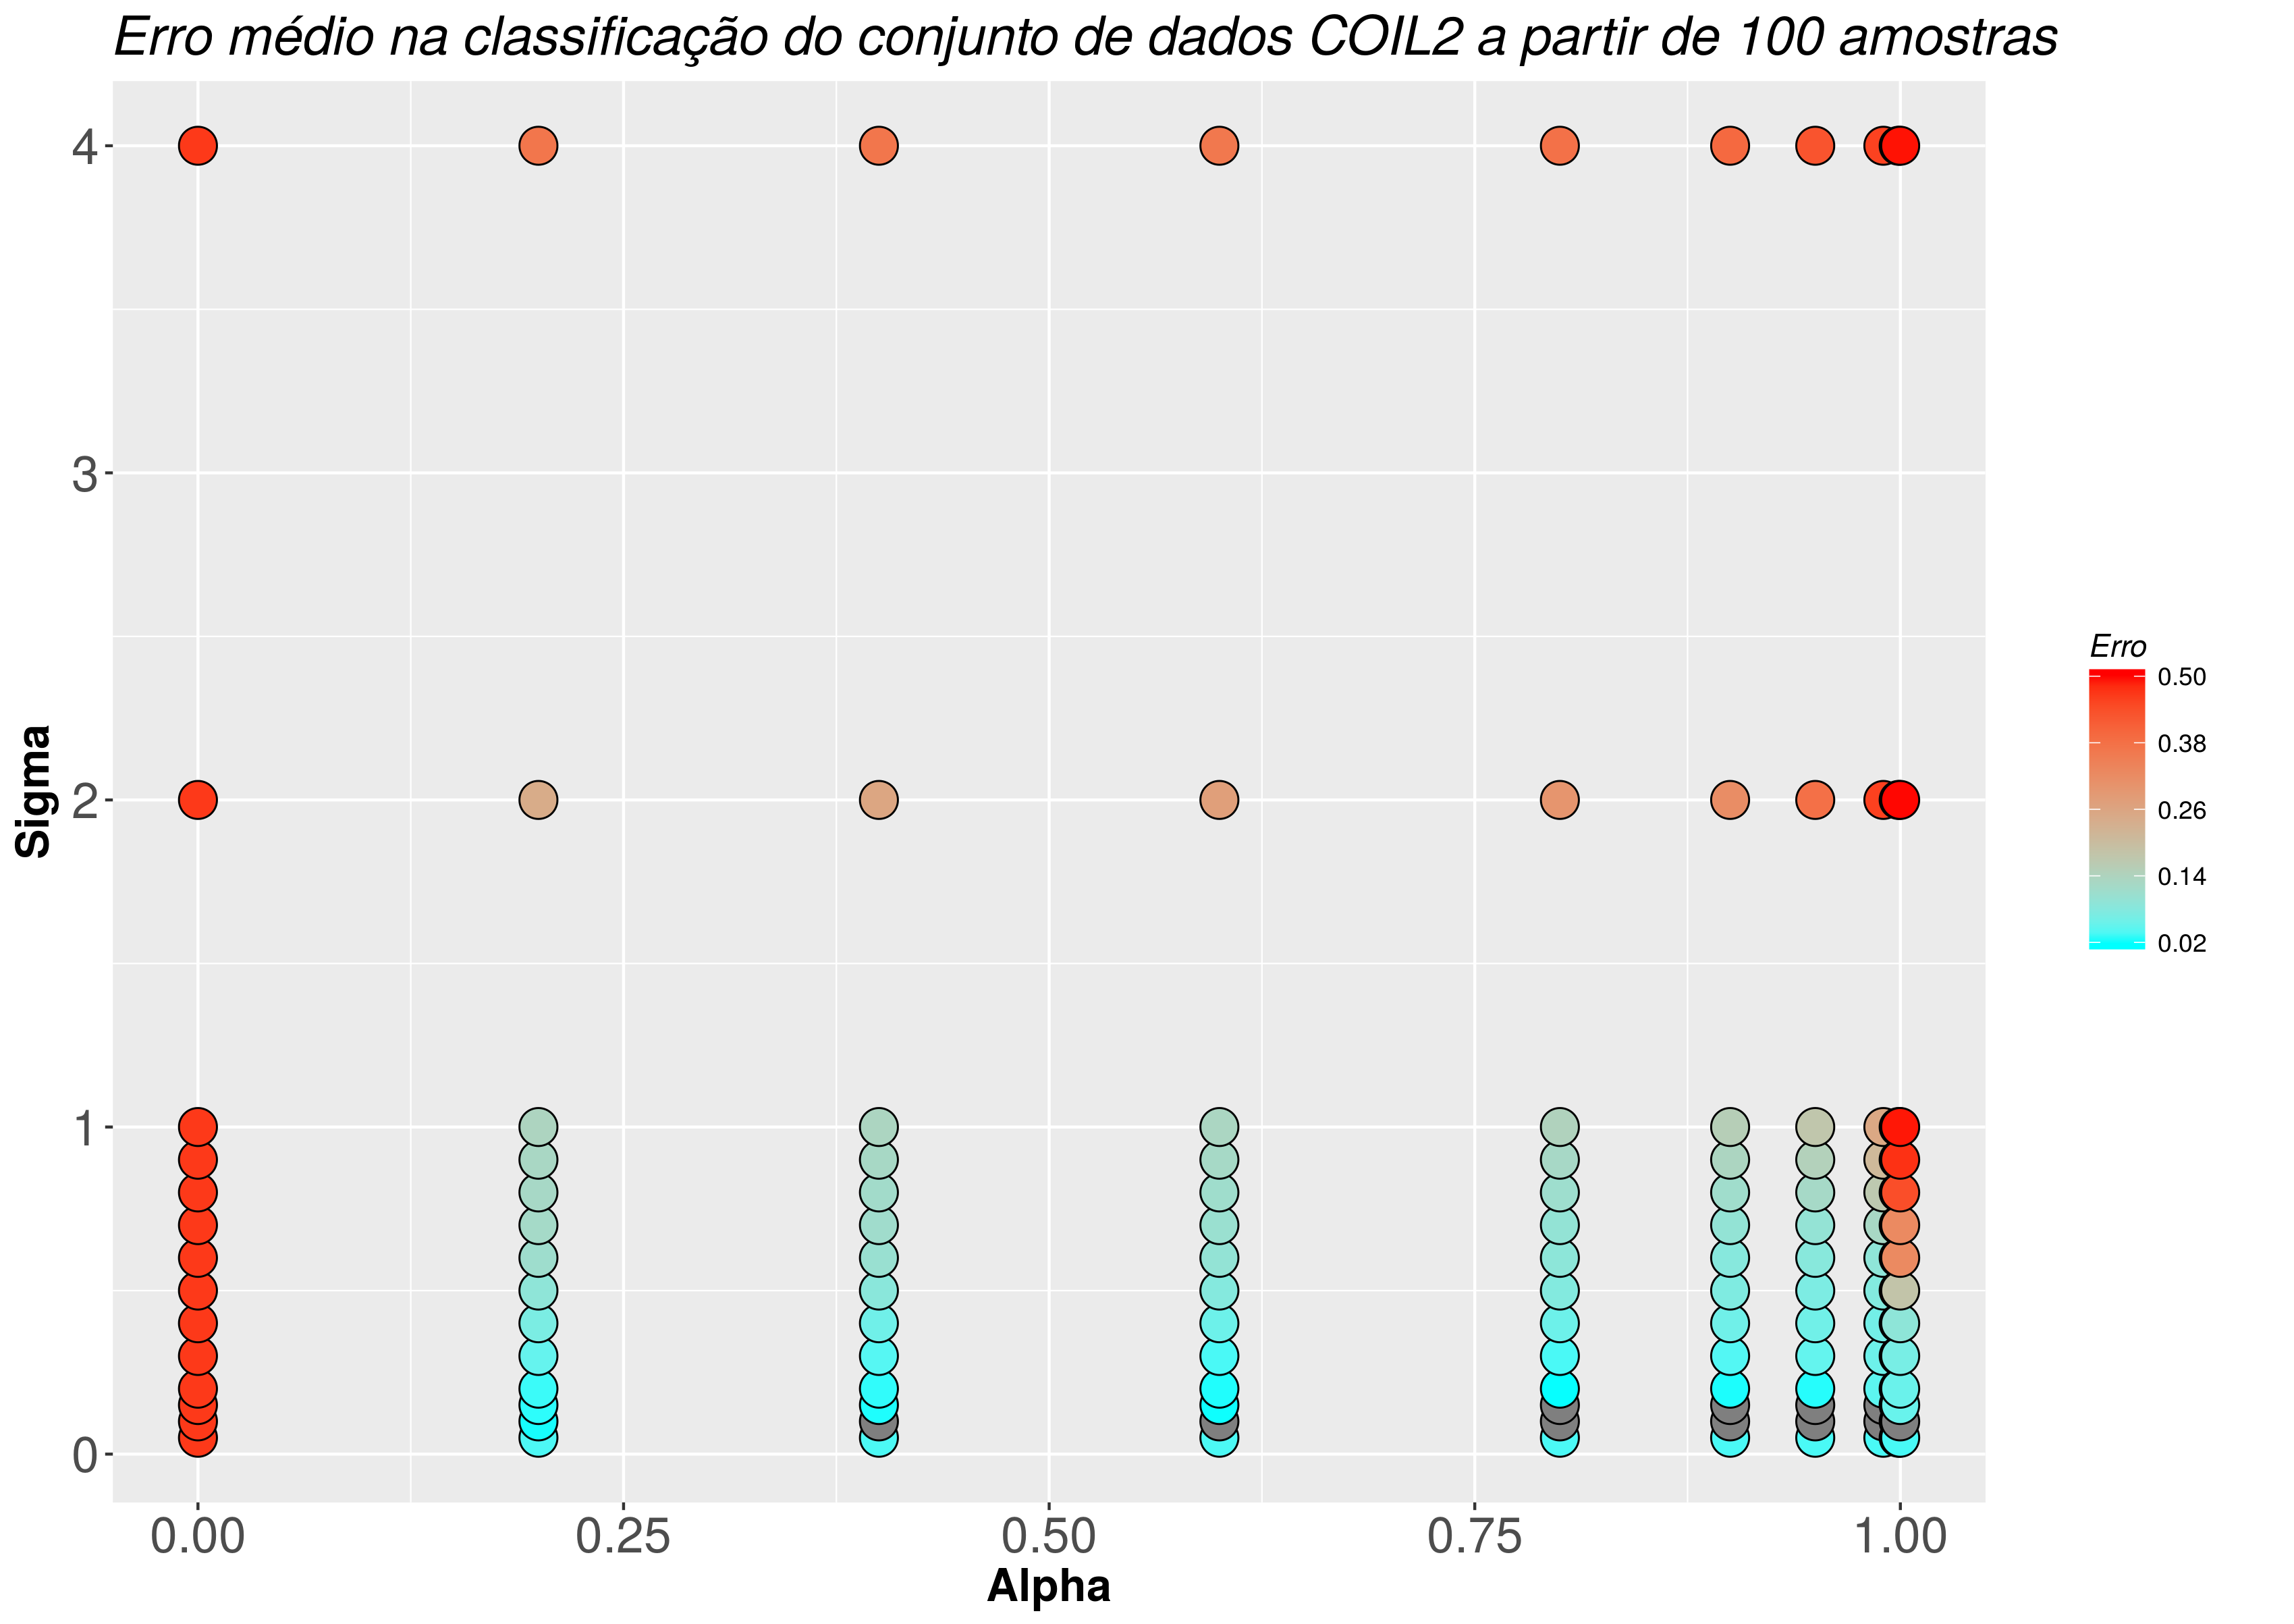 Erro médio na classificação do conjunto de dados COIL2 a partir de 100 amostras
4
3
2
1
0
Sigma
0.00 0.25 0.50 0.75 1.00
Alpha
Erro
0.50
0.38
0.26
0.14
0.02